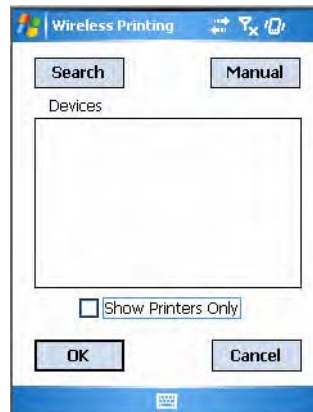 Wireless Printing
Search
Manual
Devices
Show Printers Only
OK
Cancel